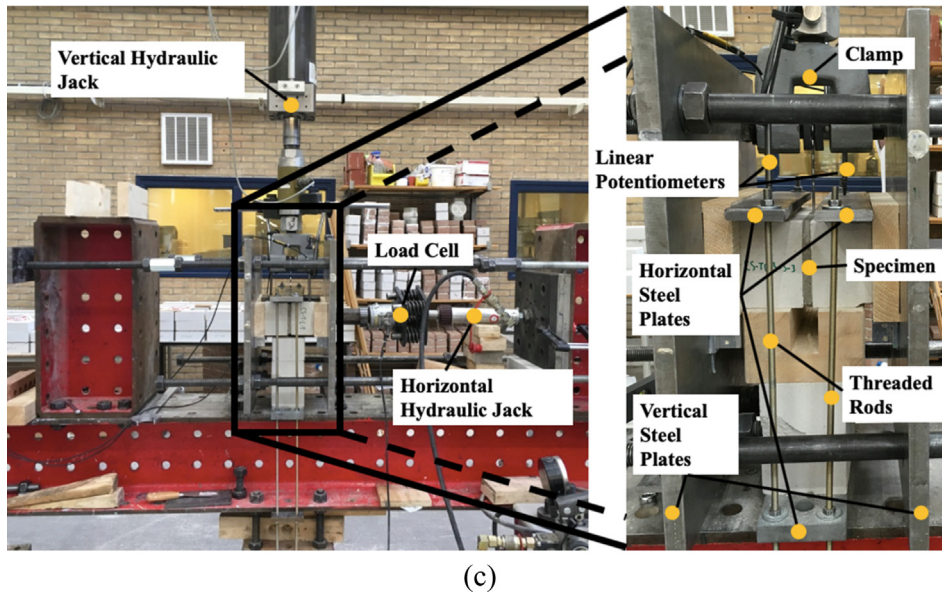 Vertical Hydraulic
Jack
Load Cell
Horizontal
Hydraulic Jack
Clamp
Linear
Potentiometers
Horizontal
Steel
Plates
Specimen
Threaded
Rods
Vertical
Steel
Plates
(c)